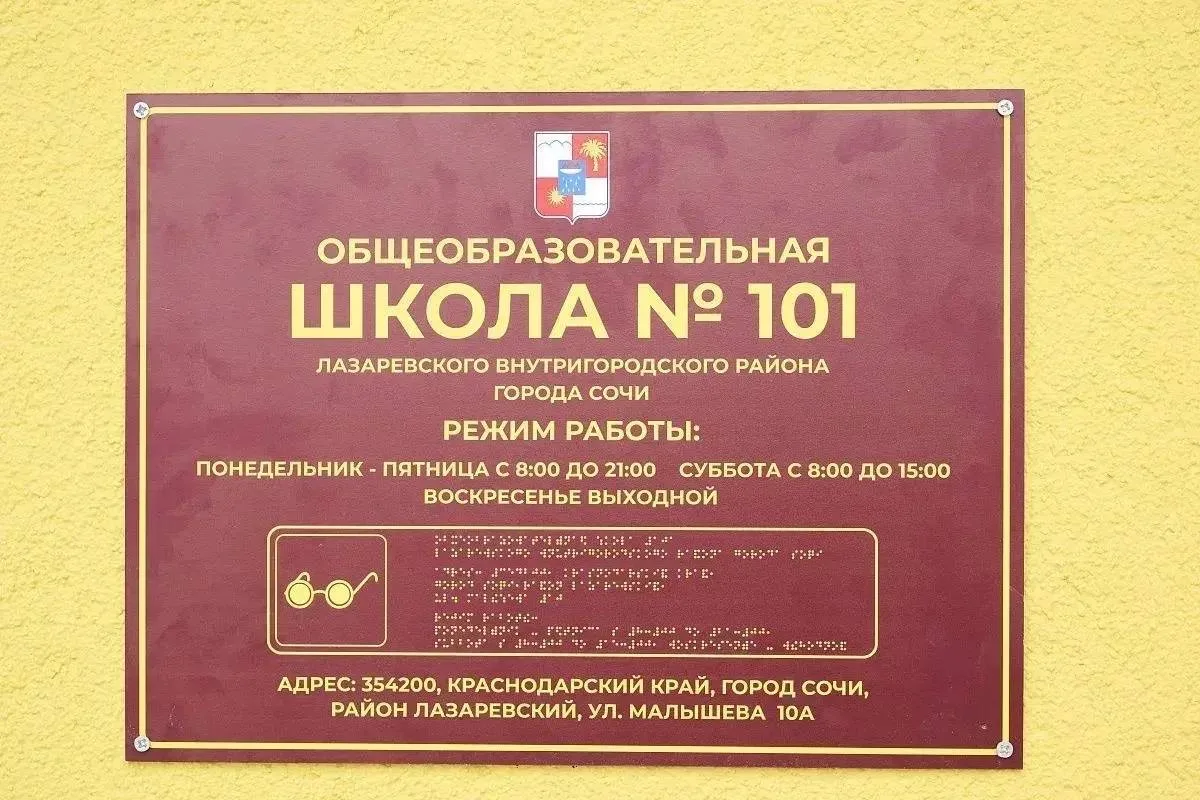 ОБЩЕОБРАЗОВАТЕЛЬНАЯ
ШКОЛА № 101
ЛАЗАРЕВСКОГО ВНУТРИГОРОДСКОГО РАЙОНА
ГОРОДА СОЧИ
РЕЖИМ РАБОТЫ:
ПОНЕДЕЛЬНИК - ПЯТНИЦА С 8:00 ДО 21:00 СУББОТА С 8:00 ДО 15:00
ВОСКРЕСЕНЬЕ ВЫХОДНОЙ
АДРЕС: 354200, КРАСНОДАРСКИЙ КРАЙ, ГОРОД СОЧИ,
РАЙОН ЛАЗАРЕВСКИЙ, УЛ. МАЛЫШЕВА 10А